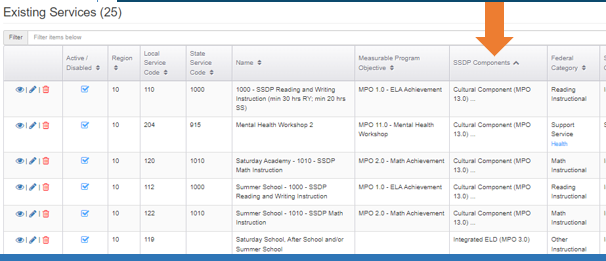 Existing Services (25)
Filter Filter items below
Active / Disabled Region Local Service Code State Service Code Name Measurable Program Objective SSDP Components Federal Category
10 110 1000 1000 - SSDP Reading and Writing Instruction (min 30 hrs RY; min 20 hrs SS) MPO 1.0 - ELA Achievement Cultural Component (MPO 13.0) ... Reading Instructional
10 204 915 Mental Health Workshop 2 MPO 11.0 - Mental Health Workshop Cultural Component (MPO 13.0) ... Support Service Health
10 120 1010 Saturday Academy - 1010 - SSDP Math Instruction MPO 2.0 - Math Achievement Cultural Component (MPO 13.0) ... Math Instructional
10 112 1000 Summer School - 1000 - SSDP Reading and Writing Instruction MPO 1.0 - ELA Achievement Cultural Component (MPO 13.0) ... Reading Instructional
10 122 1010 Summer School - 1010 - SSDP Math Instruction MPO 2.0 - Math Achievement Cultural Component (MPO 13.0) ... Math Instructional
10 119 Saturday School, After School and/or Summer School Integrated ELD (MPO 3.0) Other Instructional